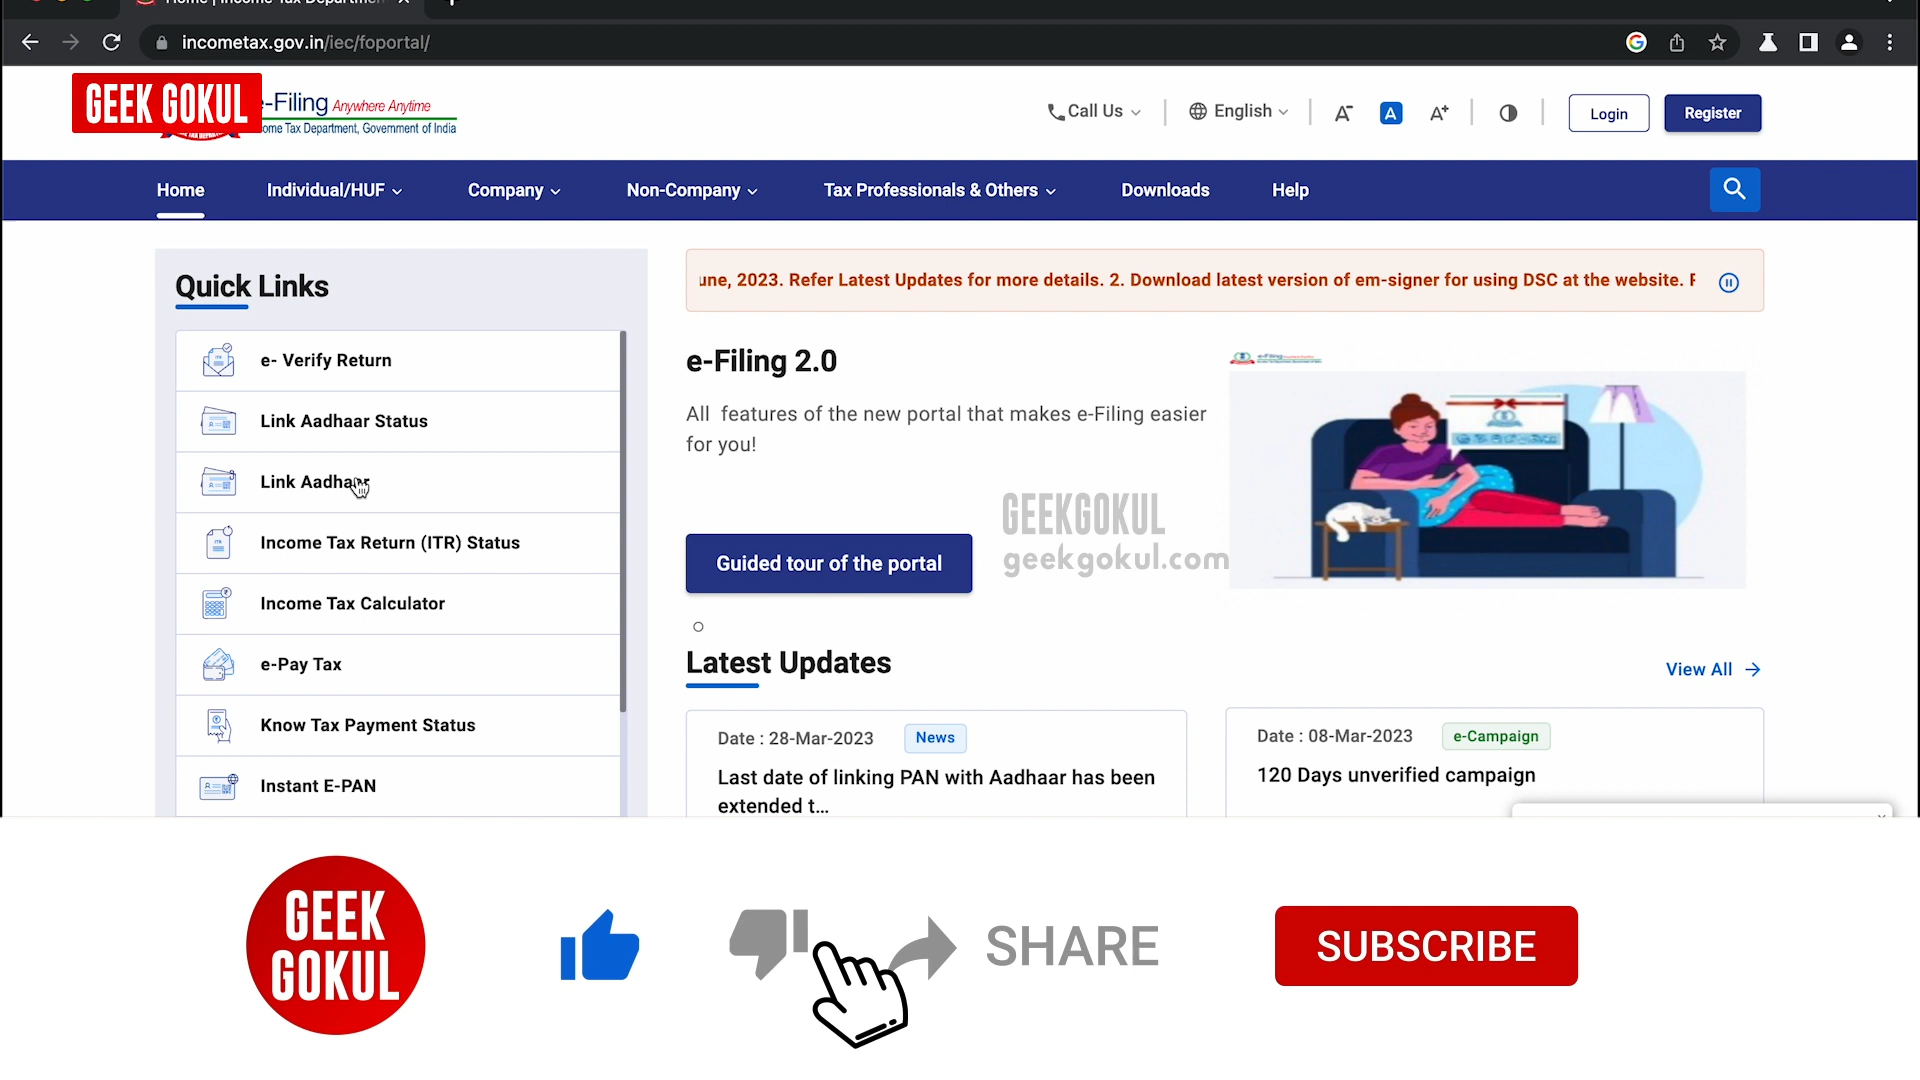 incometax.gov.in/iec/foportal/
GEEK GOKUL
e-Filing Anywhere Anytime
Income Tax Department, Government of India
Call Us
English
A-
A
A+
Login
Register
Home
Individual/HUF
Company
Non-Company
Tax Professionals & Others
Downloads
Help
Quick Links
e- Verify Return
Link Aadhaar Status
Link Aadhaar
Income Tax Return (ITR) Status
Income Tax Calculator
e-Pay Tax
Know Tax Payment Status
Instant E-PAN
une, 2023. Refer Latest Updates for more details. 2. Download latest version of em-signer for using DSC at the website.
e-Filing 2.0
All features of the new portal that makes e-Filing easier
for you!
Guided tour of the portal
GEEKGOKUL
geekgokul.com
Latest Updates
View All
Date : 28-Mar-2023 News
Last date of linking PAN with Aadhaar has been
extended t...
Date : 08-Mar-2023 e-Campaign
120 Days unverified campaign
GEEK
GOKUL
SHARE
SUBSCRIBE